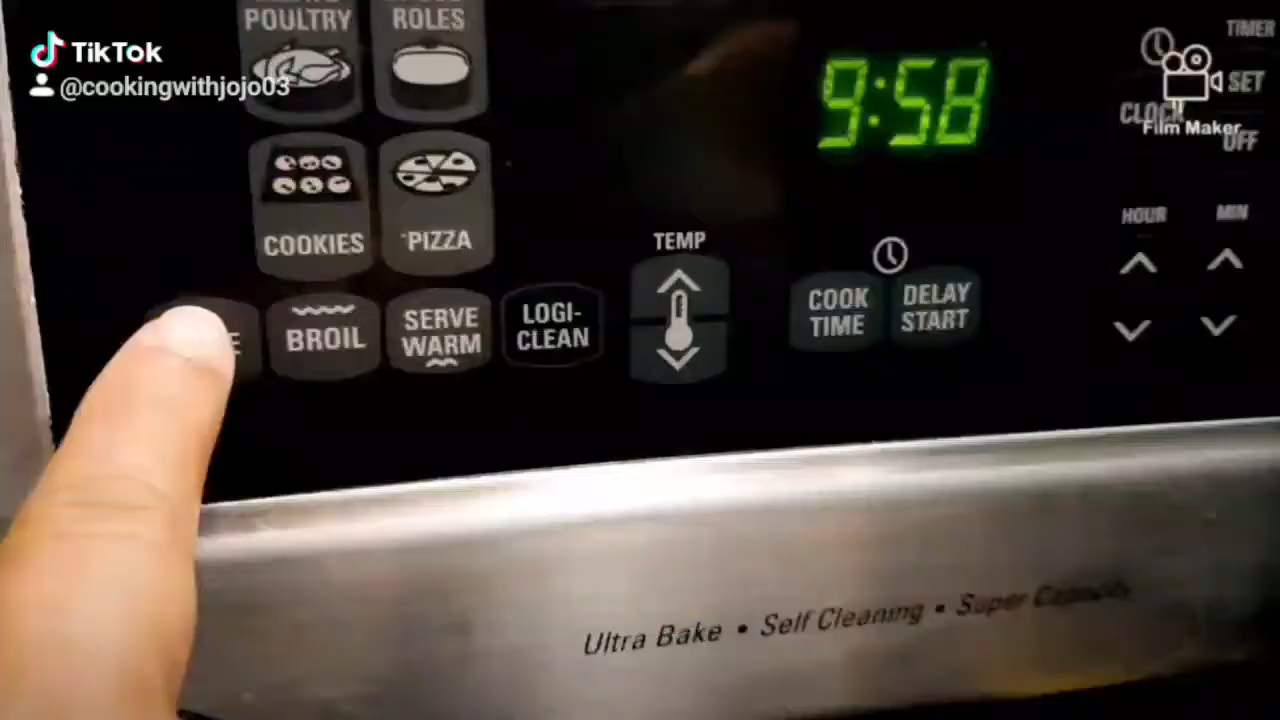 POULTRY
ROLES
TikTok
@cookingwithjojo03
9:58
TIMER
SET
CLOCK
Film Maker
OFF
COOKIES
PIZZA
TEMP
HOUR
MIN
BROIL
SERVE
WARM
LOGI-
CLEAN
COOK
TIME
DELAY
START
Ultra Bake • Self Cleaning • Super Capacity